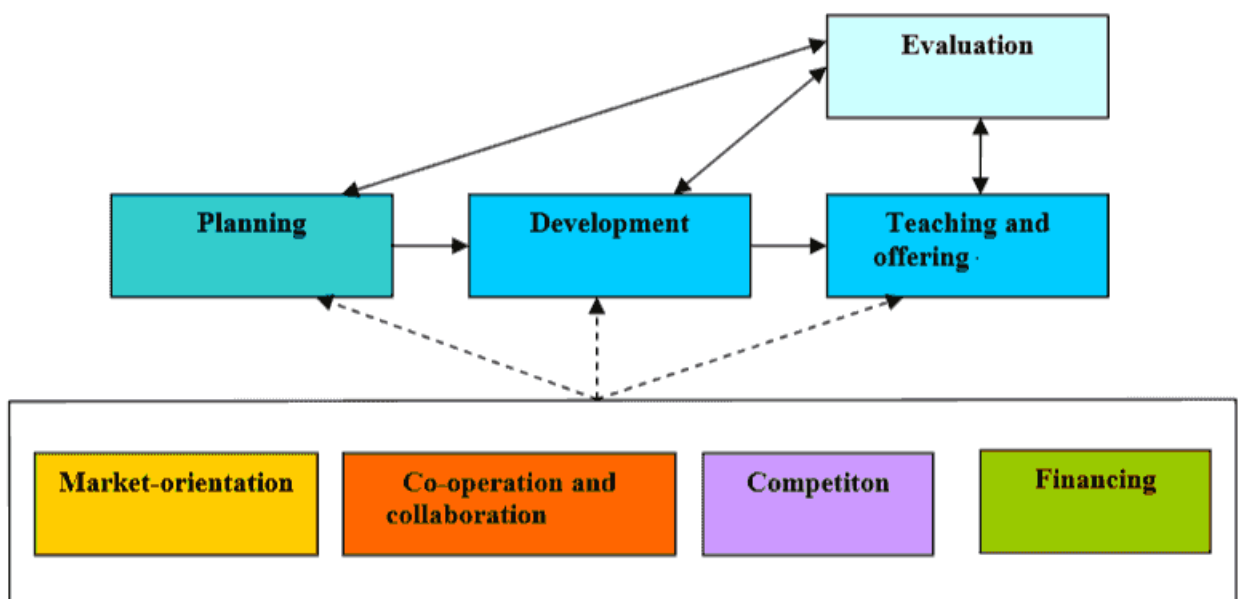 Evaluation
Planning
Development
Teaching and
offering
Market-orientation
Co-operation and
collaboration
Competiton
Financing